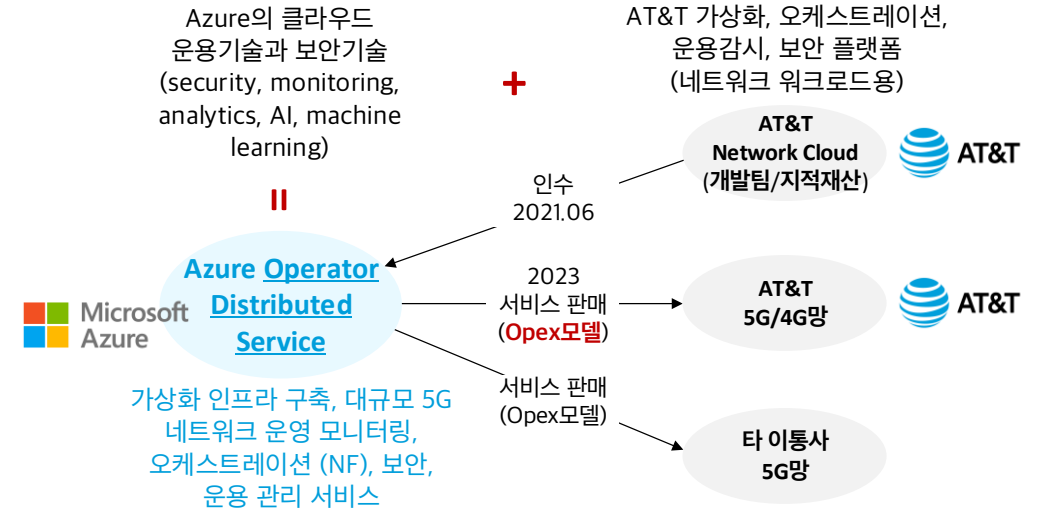 Azure의 클라우드
운용기술과 보안기술
(security, monitoring,
analytics, AI, machine
learning)
+
AT&T 가상화, 오케스트레이션,
운용감시, 보안 플랫폼
(네트워크 워크로드용)
AT&T
Network Cloud
(개발팀/지적재산)
AT&T
인수
2021.06
=
Azure Operator
Distributed
Service
Microsoft
Azure
2023
서비스 판매
(Opex모델)
AT&T
5G/4G망
AT&T
가상화 인프라 구축, 대규모 5G
네트워크 운영 모니터링,
오케스트레이션 (NF), 보안,
운용 관리 서비스
서비스 판매
(Opex모델)
타 이통사
5G망